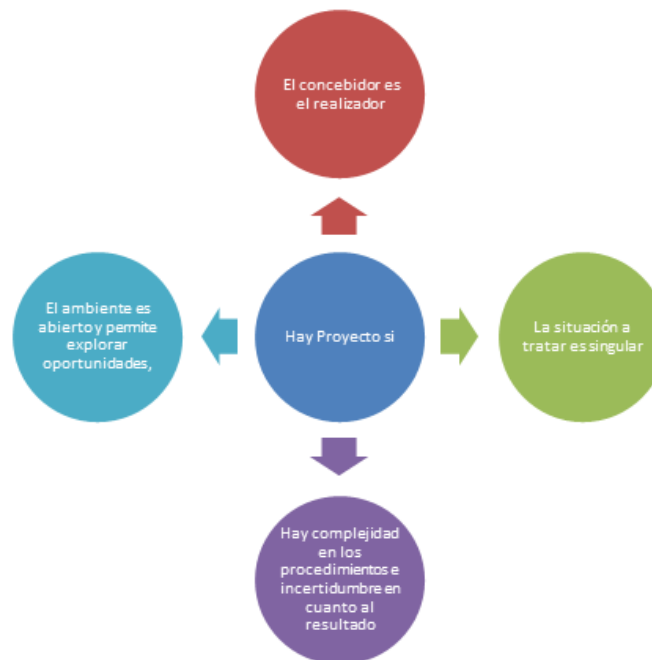 El concebidor es
el realizador
El ambiente es
abierto y permite
explorar
oportunidades,
Hay Proyecto si
La situación a
tratar es singular
Hay complejidad
en los
procedimientos e
incertidumbre en
cuanto al
resultado